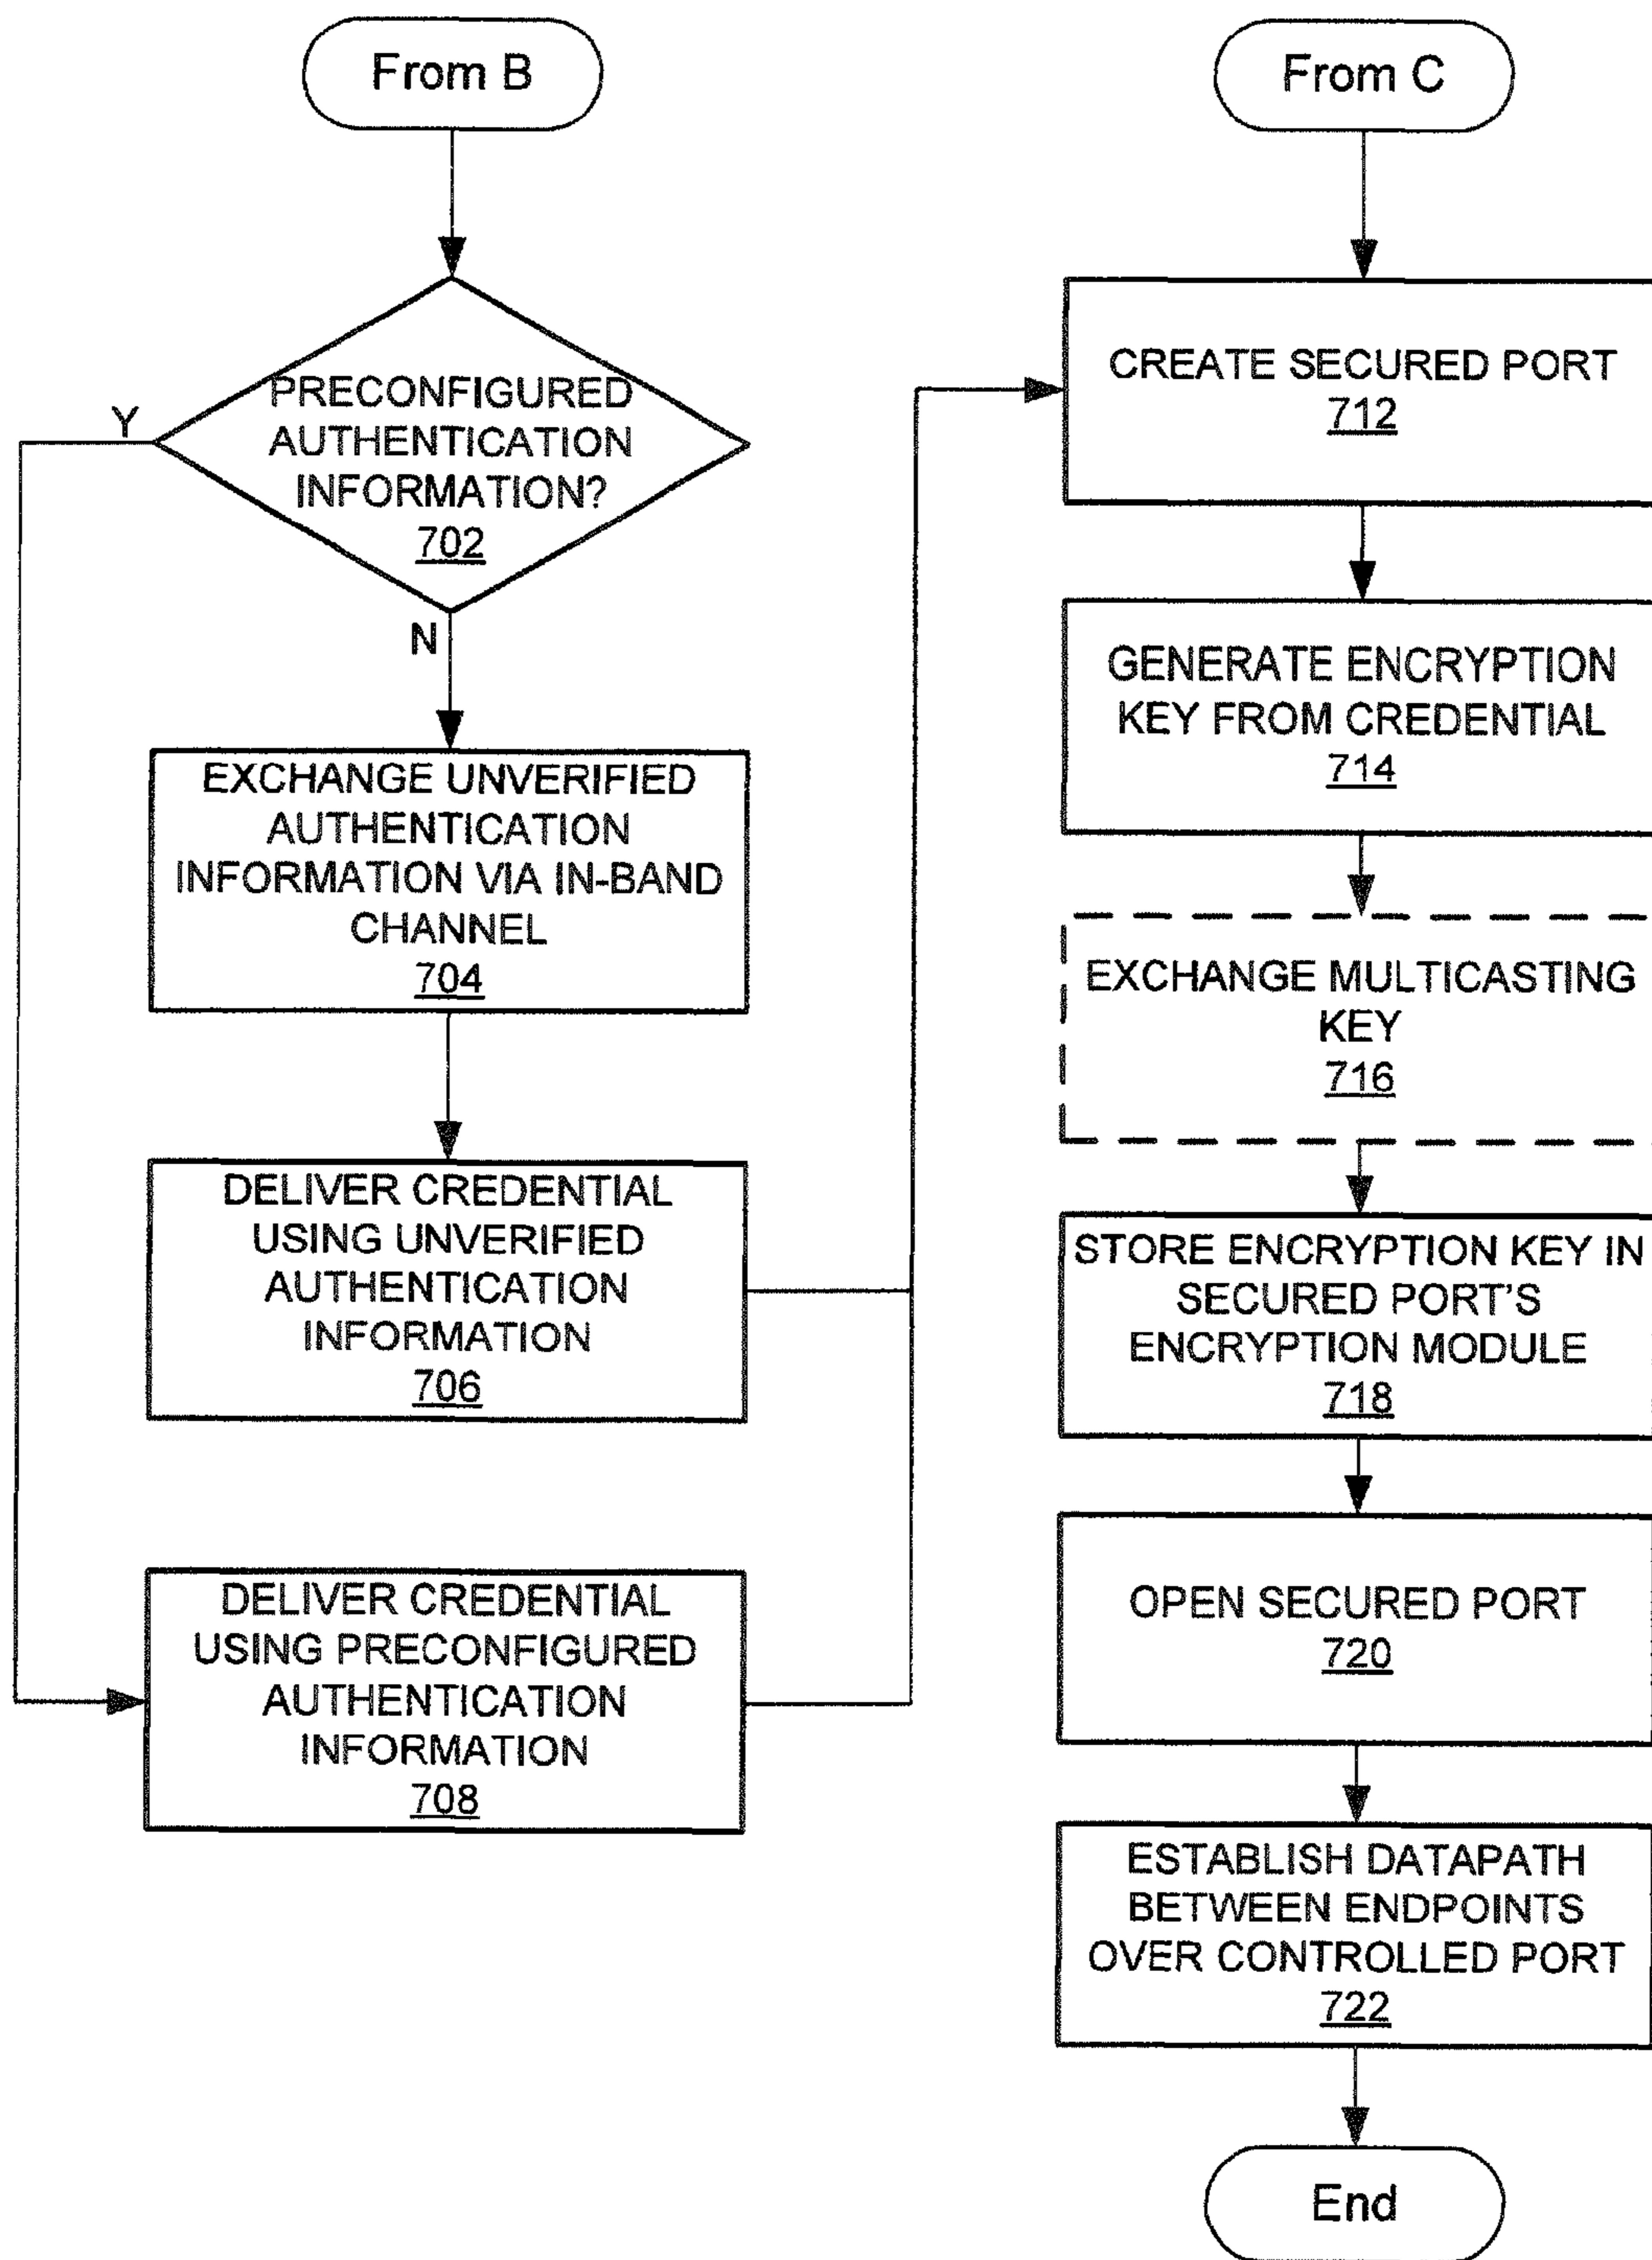 From B
PRECONFIGURED
AUTHENTICATION
INFORMATION?
702
Y
N
EXCHANGE UNVERIFIED
AUTHENTICATION
INFORMATION VIA IN-BAND
CHANNEL
704
DELIVER CREDENTIAL
USING UNVERIFIED
AUTHENTICATION
INFORMATION
706
DELIVER CREDENTIAL
USING PRECONFIGURED
AUTHENTICATION
INFORMATION
708
From C
CREATE SECURED PORT
712
GENERATE ENCRYPTION
KEY FROM CREDENTIAL
714
EXCHANGE MULTICASTING
KEY
716
STORE ENCRYPTION KEY IN
SECURED PORT'S
ENCRYPTION MODULE
718
OPEN SECURED PORT
720
ESTABLISH DATAPATH
BETWEEN ENDPOINTS
OVER CONTROLLED PORT
722
End